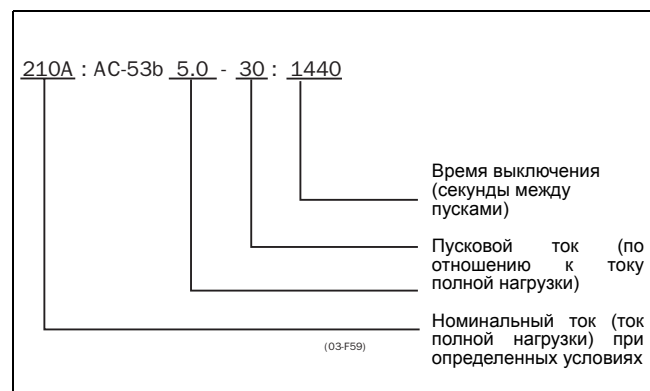 210A : AC-53b 5.0 - 30 : 1440
Время выключения
(секунды между
пусками)
Пусковой ток (по
отношению к току
полной нагрузки)
Номинальный ток (ток
полной нагрузки) при
определенных условиях
(03-F59)